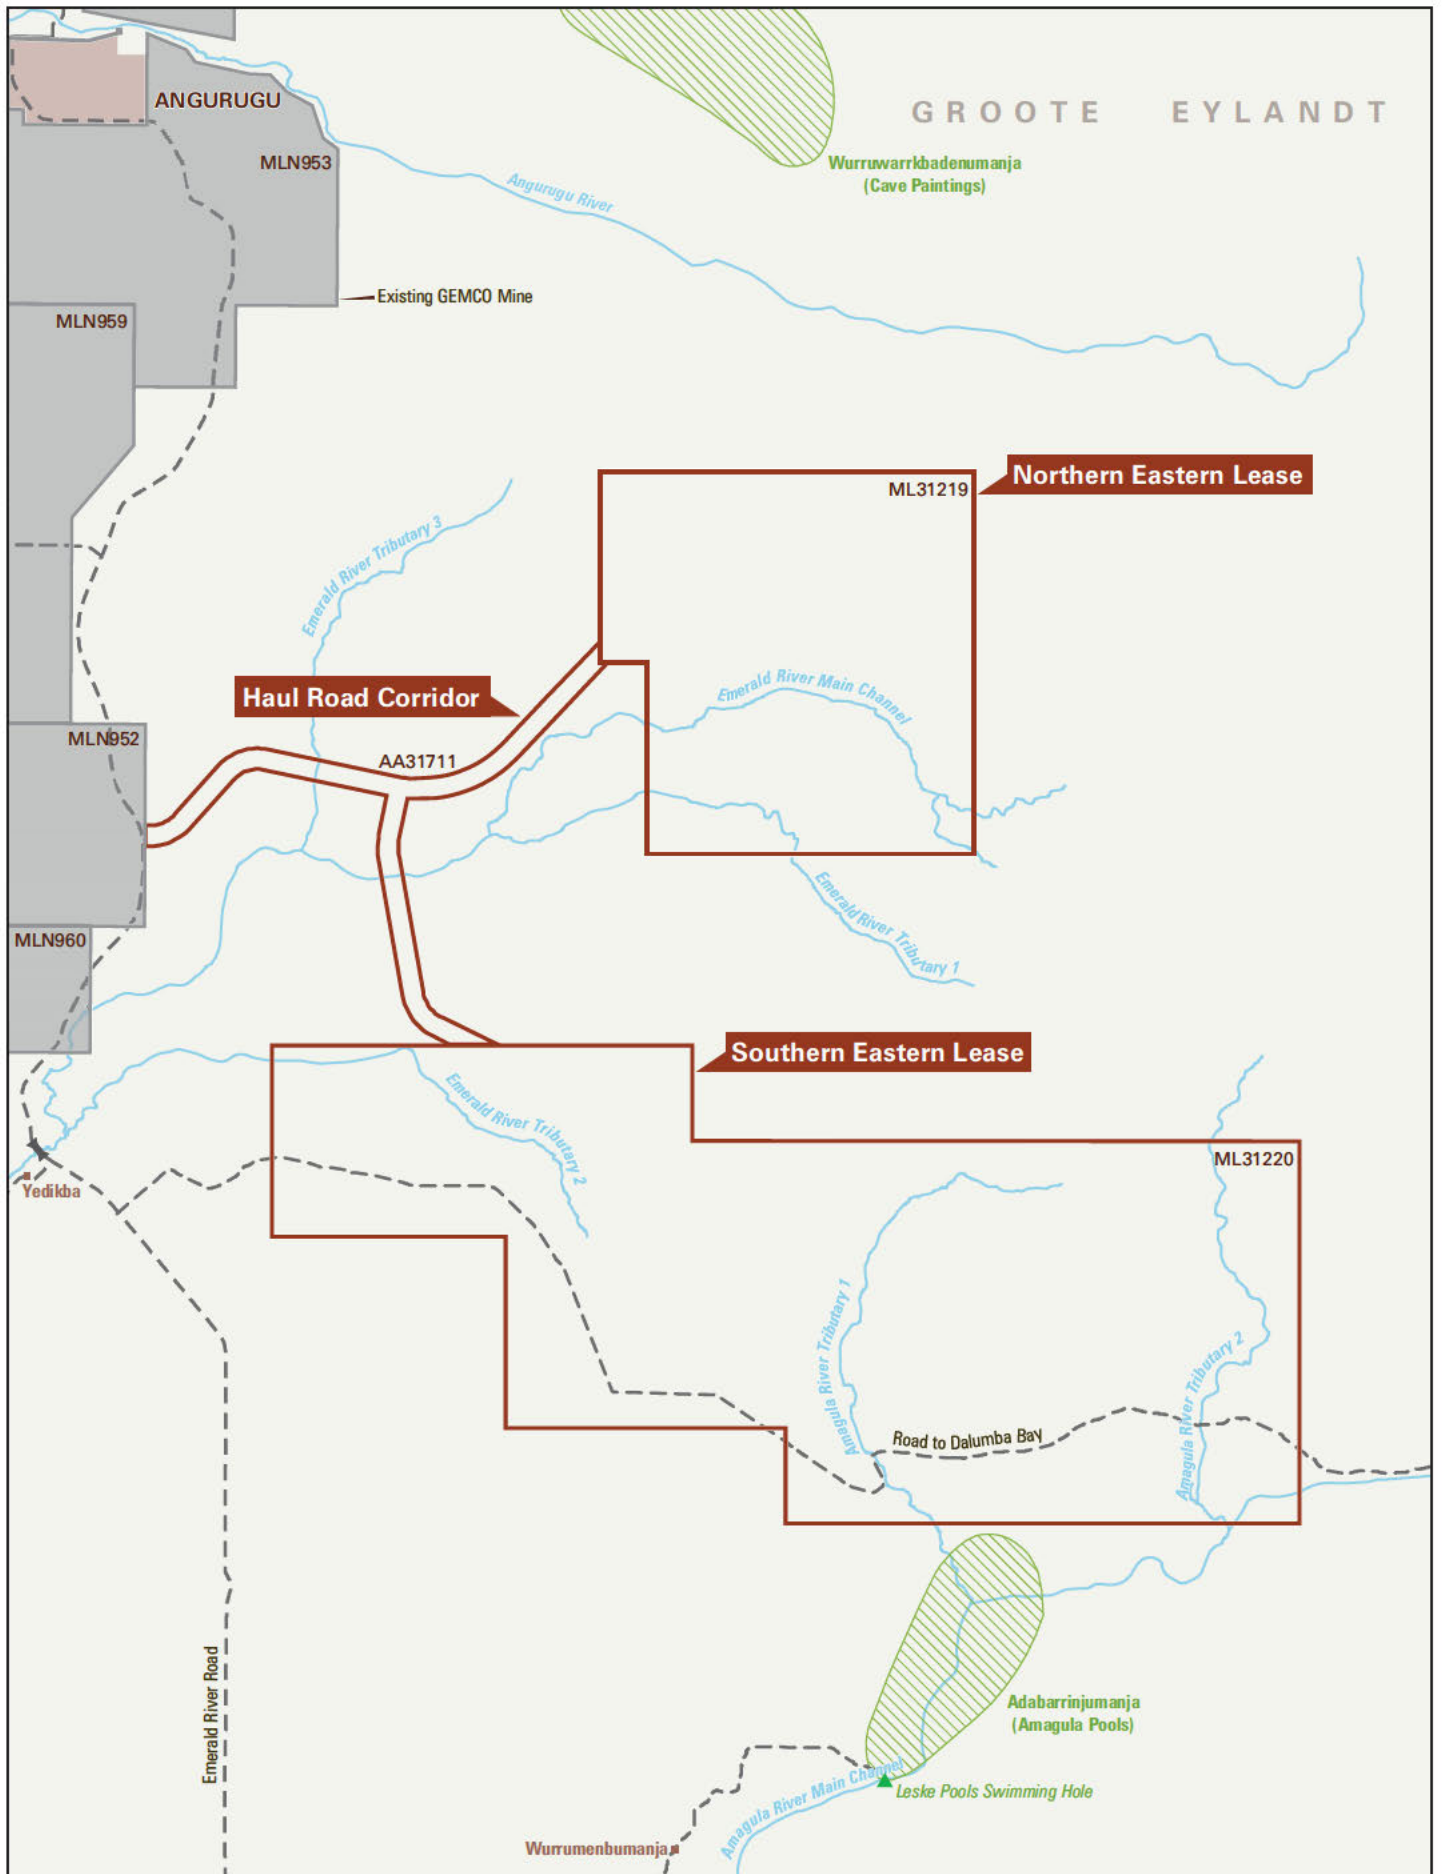 ANGURUGU
GROOTE EYLANDT
MLN953
Wurruwarrkbadenumanja
(Cave Paintings)
Angurugu River
Existing GEMCO Mine
MLN959
Northern Eastern Lease
ML31219
Emerald River Tributary 3
Haul Road Corridor
Emerald River Main Channel
MLN952
AA31711
Emerald River Tributary 1
MLN960
Southern Eastern Lease
Emerald River Tributary 2
ML31220
Yedikba
Amagula River Tributary 1
Amagula River Tributary 2
Road to Dalumba Bay
Emerald River Road
Adabarrinjumanja
(Amagula Pools)
Amagula River Main Channel
Leske Pools Swimming Hole
Wurrumenbumanja